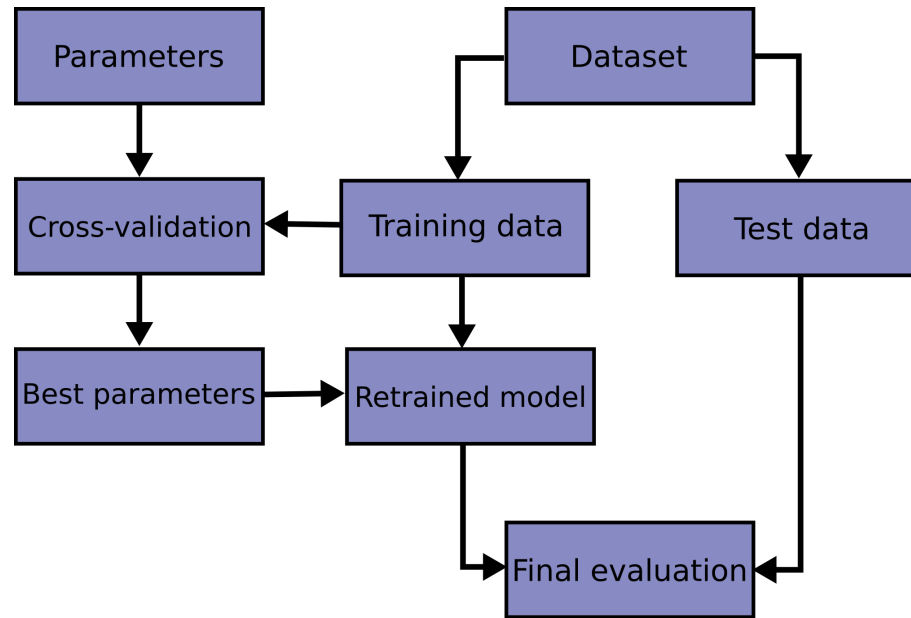 Parameters
Dataset
Cross-validation
Training data
Test data
Best parameters
Retrained model
Final evaluation